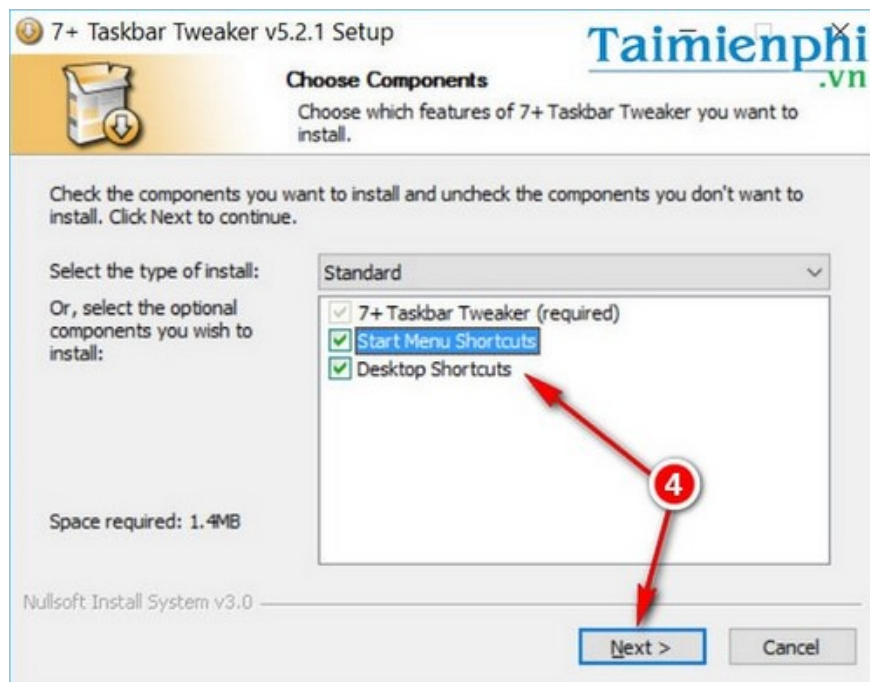 7+ Taskbar Tweaker v5.2.1 Setup
Taimienphi
.vn
Choose Components
Choose which features of 7+ Taskbar Tweaker you want to
install.
Check the components you want to install and uncheck the components you don't want to
install. Click Next to continue.
Select the type of install:
Standard
Or, select the optional
components you wish to
install:
7+ Taskbar Tweaker (required)
Start Menu Shortcuts
Desktop Shortcuts
4
Space required: 1.4MB
Nullsoft Install System v3.0
Next >
Cancel